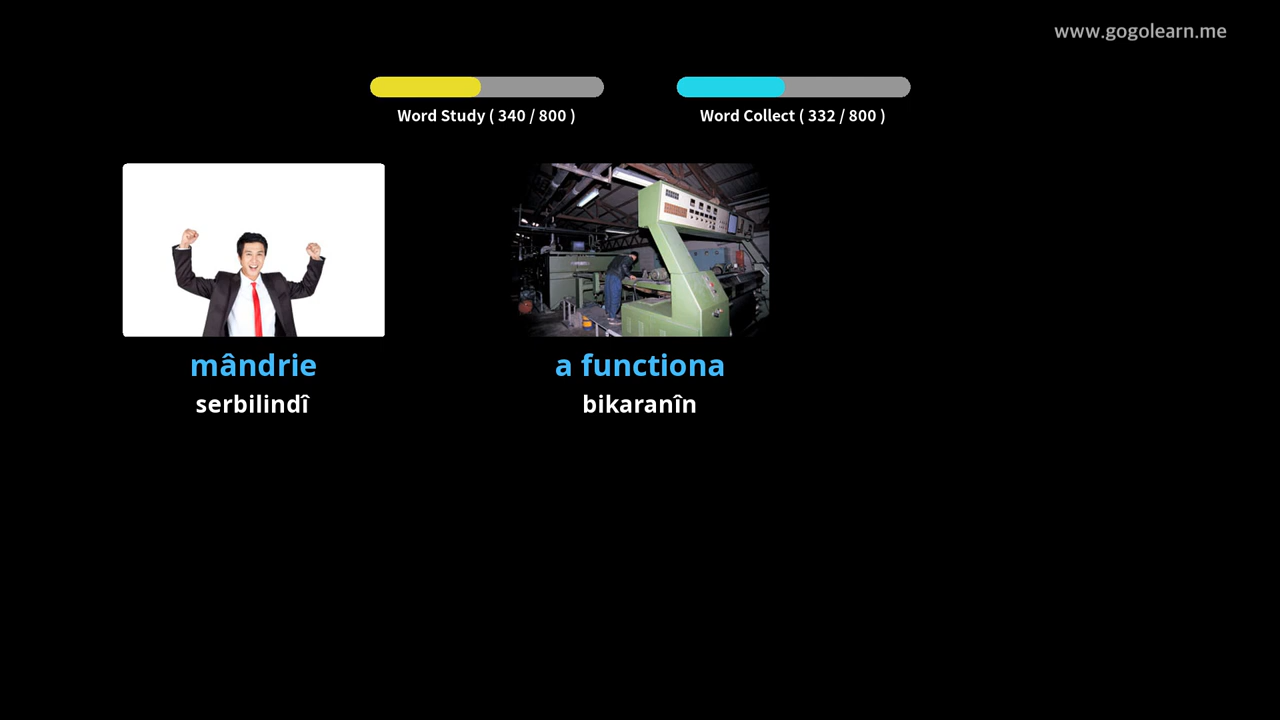 www.gogolearn.me
Word Study ( 340 / 800 )
Word Collect ( 332 / 800 )
mândrie
serbilindî
a functiona
bikaranîn